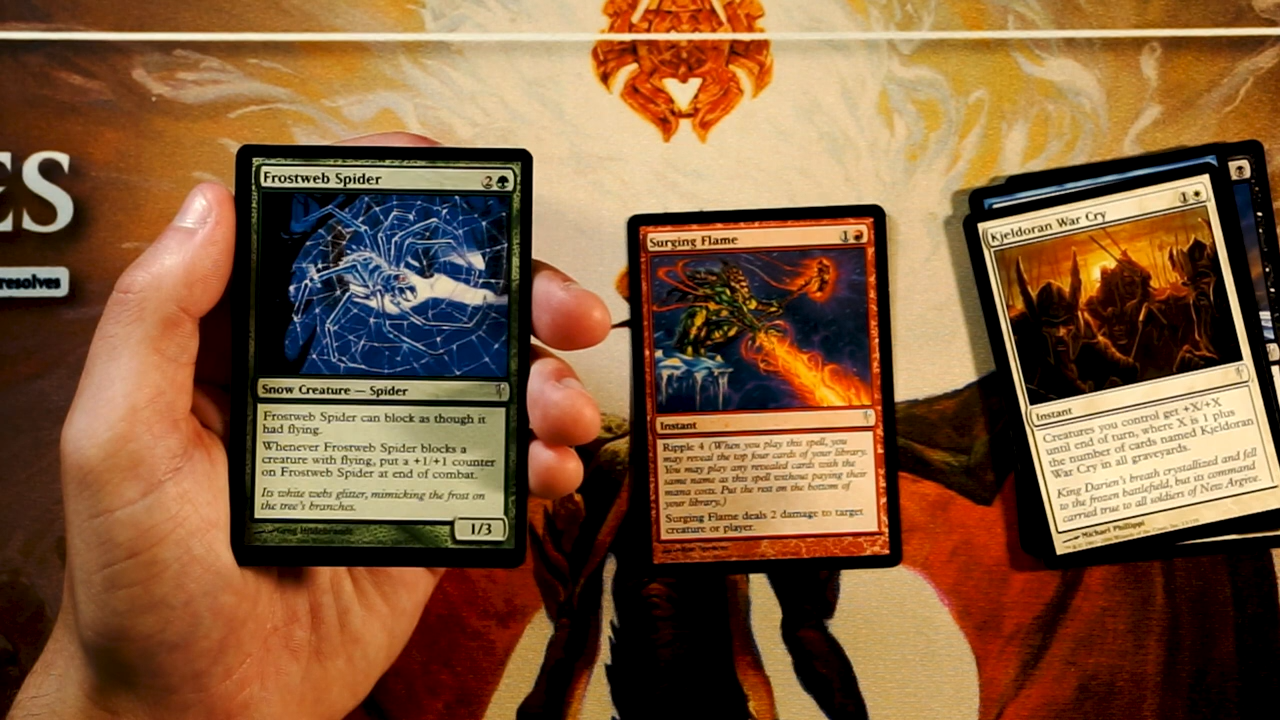 ES
resolves
Frostweb Spider 2
Snow Creature — Spider
Frostweb Spider can block as though it
had flying.
Whenever Frostweb Spider blocks a
creature with flying, put a +1/+1 counter
on Frostweb Spider at end of combat.
Its white webs glitter, mimicking the frost on
the tree's branches.
1/3
Surging Flame 1
Instant
Ripple 4 (When you play this spell, you
may reveal the top four cards of your library.
You may play any revealed cards with the
same name as this spell without paying their
mana costs. Put the rest on the bottom of
your library.)
Surging Flame deals 2 damage to target
creature or player.
Kjeldoran War Cry 1
Instant
Creatures you control get +X/+X
until end of turn, where X is 1 plus
the number of cards named Kjeldoran
War Cry in all graveyards.
King Darien's breath crystallized and fell
to the frozen battlefield, but its command
carried true to all soldiers of New Argive.
Michael Phillippi